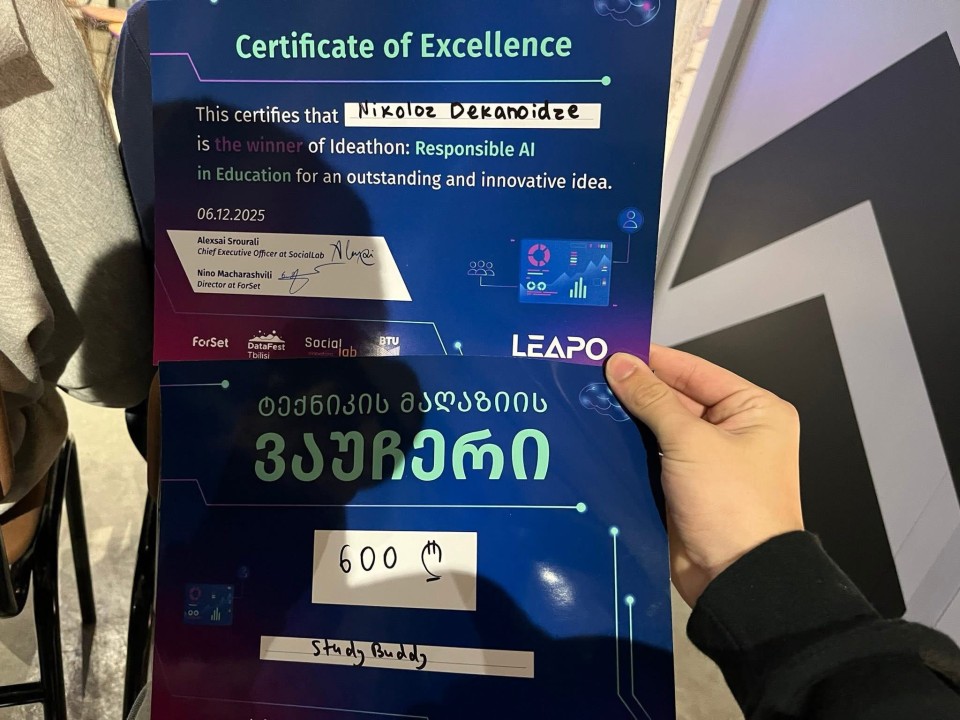 Certificate of Excellence
This certifies that Nikoloz Dekanoidze
is the winner of Ideathon: Responsible AI
in Education for an outstanding and innovative idea.
06.12.2025
Alexsai Srourali
Chief Executive Officer at SocialLab
Nino Macharashvili
Director at ForSet
ForSet
DataFest
Tbilisi
Social
lab
BTU
LEAPO
ტექნიკის მაღაზიის
ვაუჩერი
600 ₾
Study Buddy